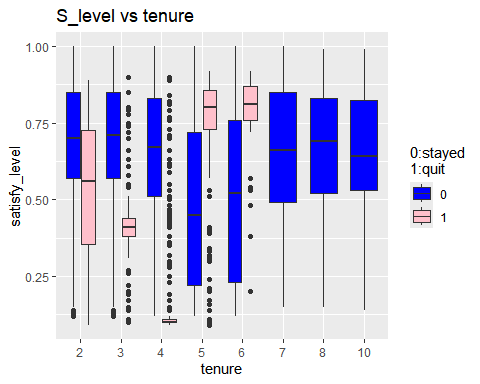 S_level vs tenure
1.00
0.75
0.50
0.25
satisfy_level
2 3 4 5 6 7 8 10
tenure
0:stayed
1:quit
0
1